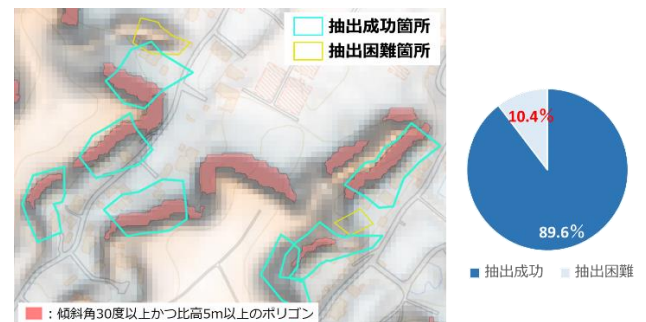 抽出成功箇所
抽出困難箇所
10.4%
89.6%
抽出成功 抽出困難
:傾斜角30度以上かつ比高5m以上のポリゴン